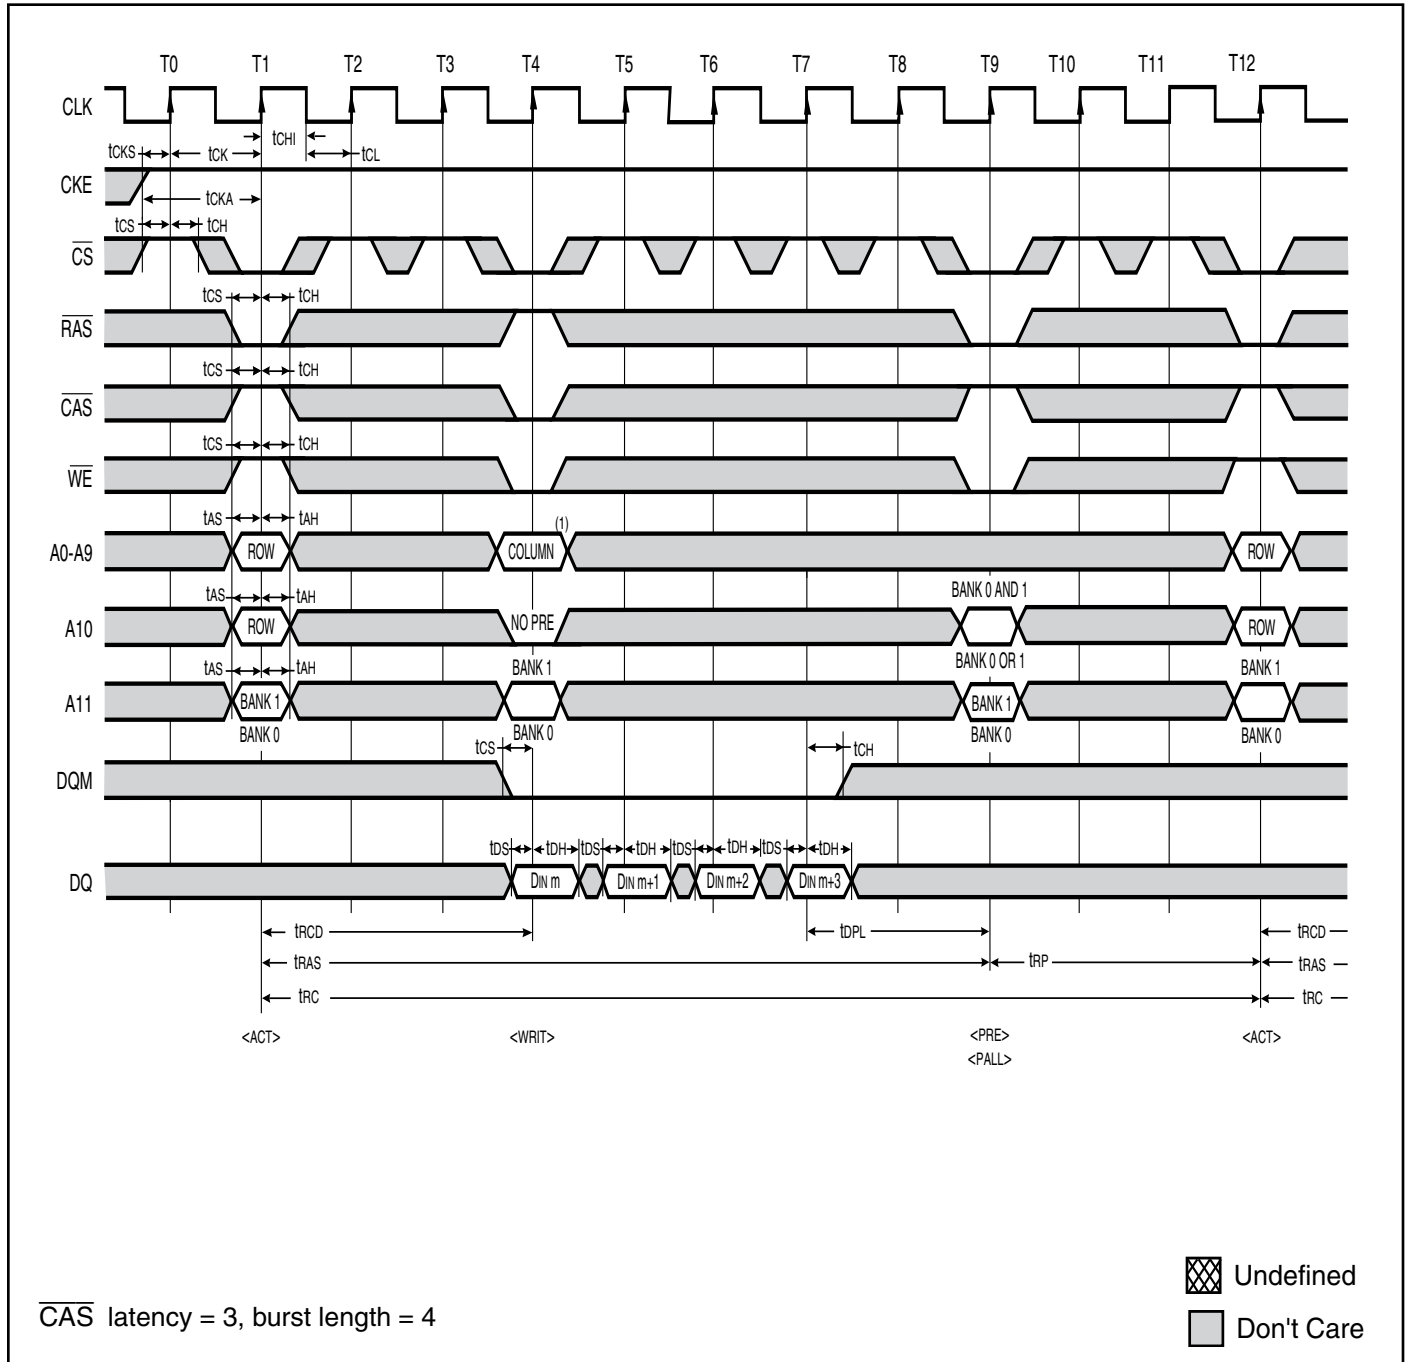 T0 T1 T2 T3 T4 T5 T6 T7 T8 T9 T10 T11 T12
CLK
tCHI
tCKS tCK tCL
CKE
tCKA
tCS tCH
CS
tCS tCH
RAS
tCS tCH
CAS
tCS tCH
WE
tAS tAH (1)
A0-A9 ROW COLUMN ROW
tAS tAH BANK 0 AND 1
A10 ROW NO PRE ROW
tAS tAH BANK 1 BANK 0 OR 1 BANK 1
A11 BANK 1 BANK 1
BANK 0 BANK 0 BANK 0 BANK 0
tCS tCH
DQM
tDS tDH tDS tDH tDS tDH tDS tDH
DQ DIN m DIN m+1 DIN m+2 DIN m+3
tRCD tDPL tRCD
tRAS tRP tRAS
tRC tRC
<ACT> <WRIT> <PRE> <ACT>
<PALL>
Undefined
CAS latency = 3, burst length = 4
Don't Care